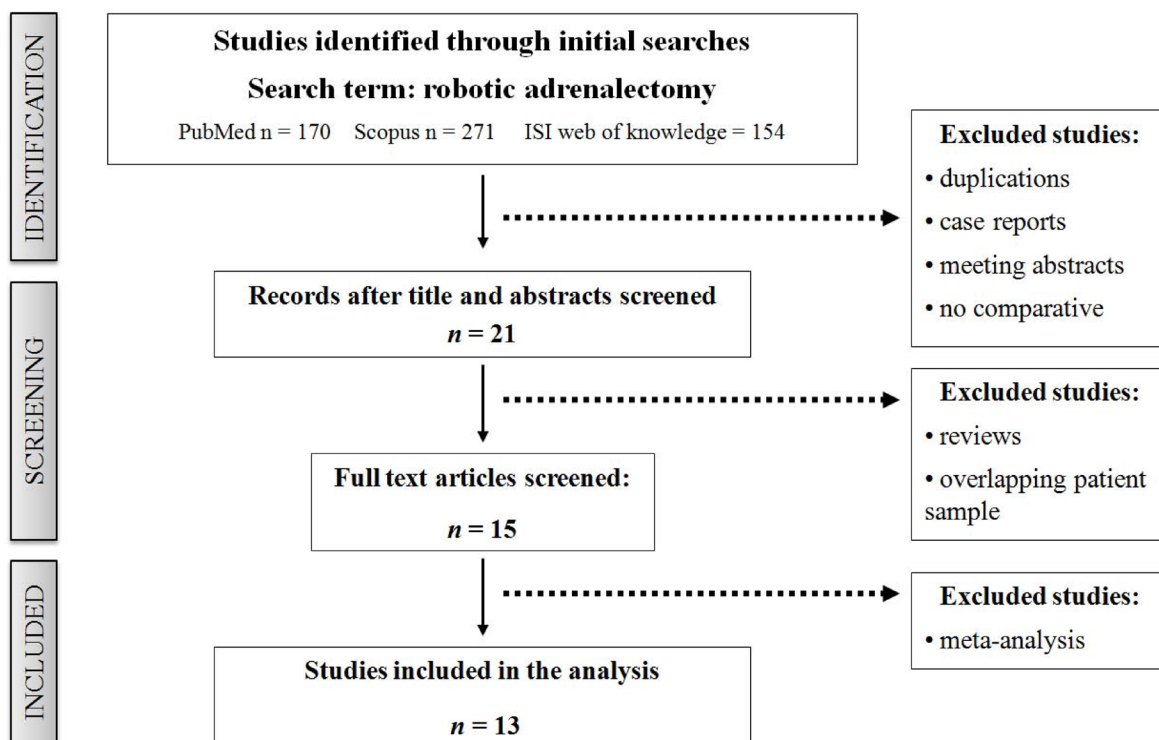 IDENTIFICATION
Studies identified through initial searches
Search term: robotic adrenalectomy
PubMed n = 170 Scopus n = 271 ISI web of knowledge = 154
Excluded studies:
• duplications
• case reports
• meeting abstracts
• no comparative
SCREENING
Records after title and abstracts screened
n = 21
Excluded studies:
• reviews
• overlapping patient
sample
Full text articles screened:
n = 15
INCLUDED
Excluded studies:
• meta-analysis
Studies included in the analysis
n = 13